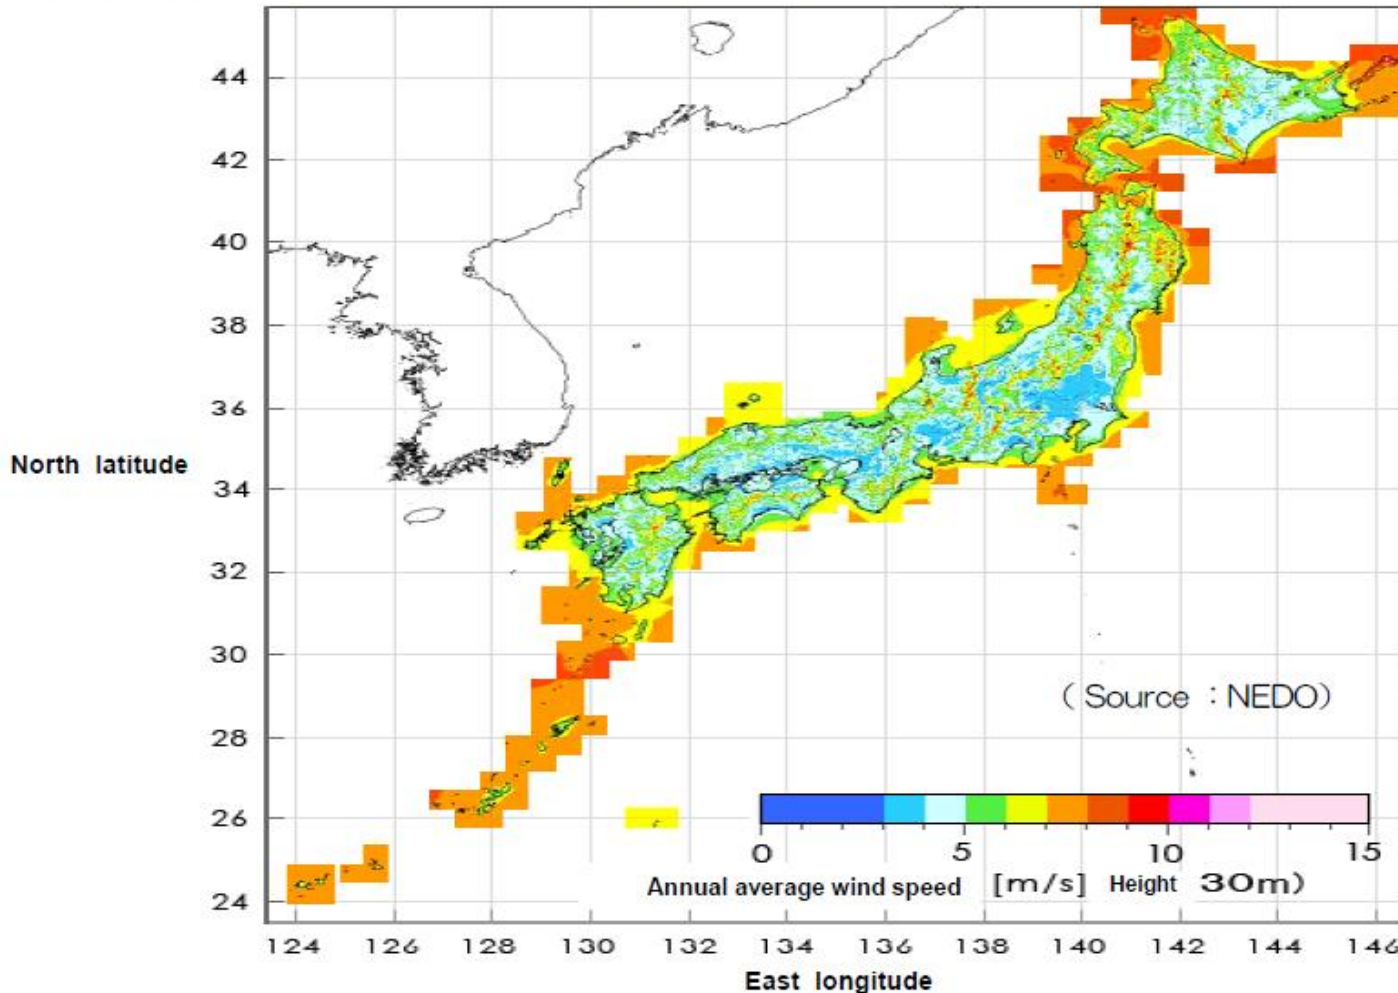 44
42
40
38
36
North latitude
34
32
30
( Source : NEDO)
28
26
0 5 10 15
Annual average wind speed [m/s] Height 30m)
24
124 126 128 130 132 134 136 138 140 142 144 146
East longitude